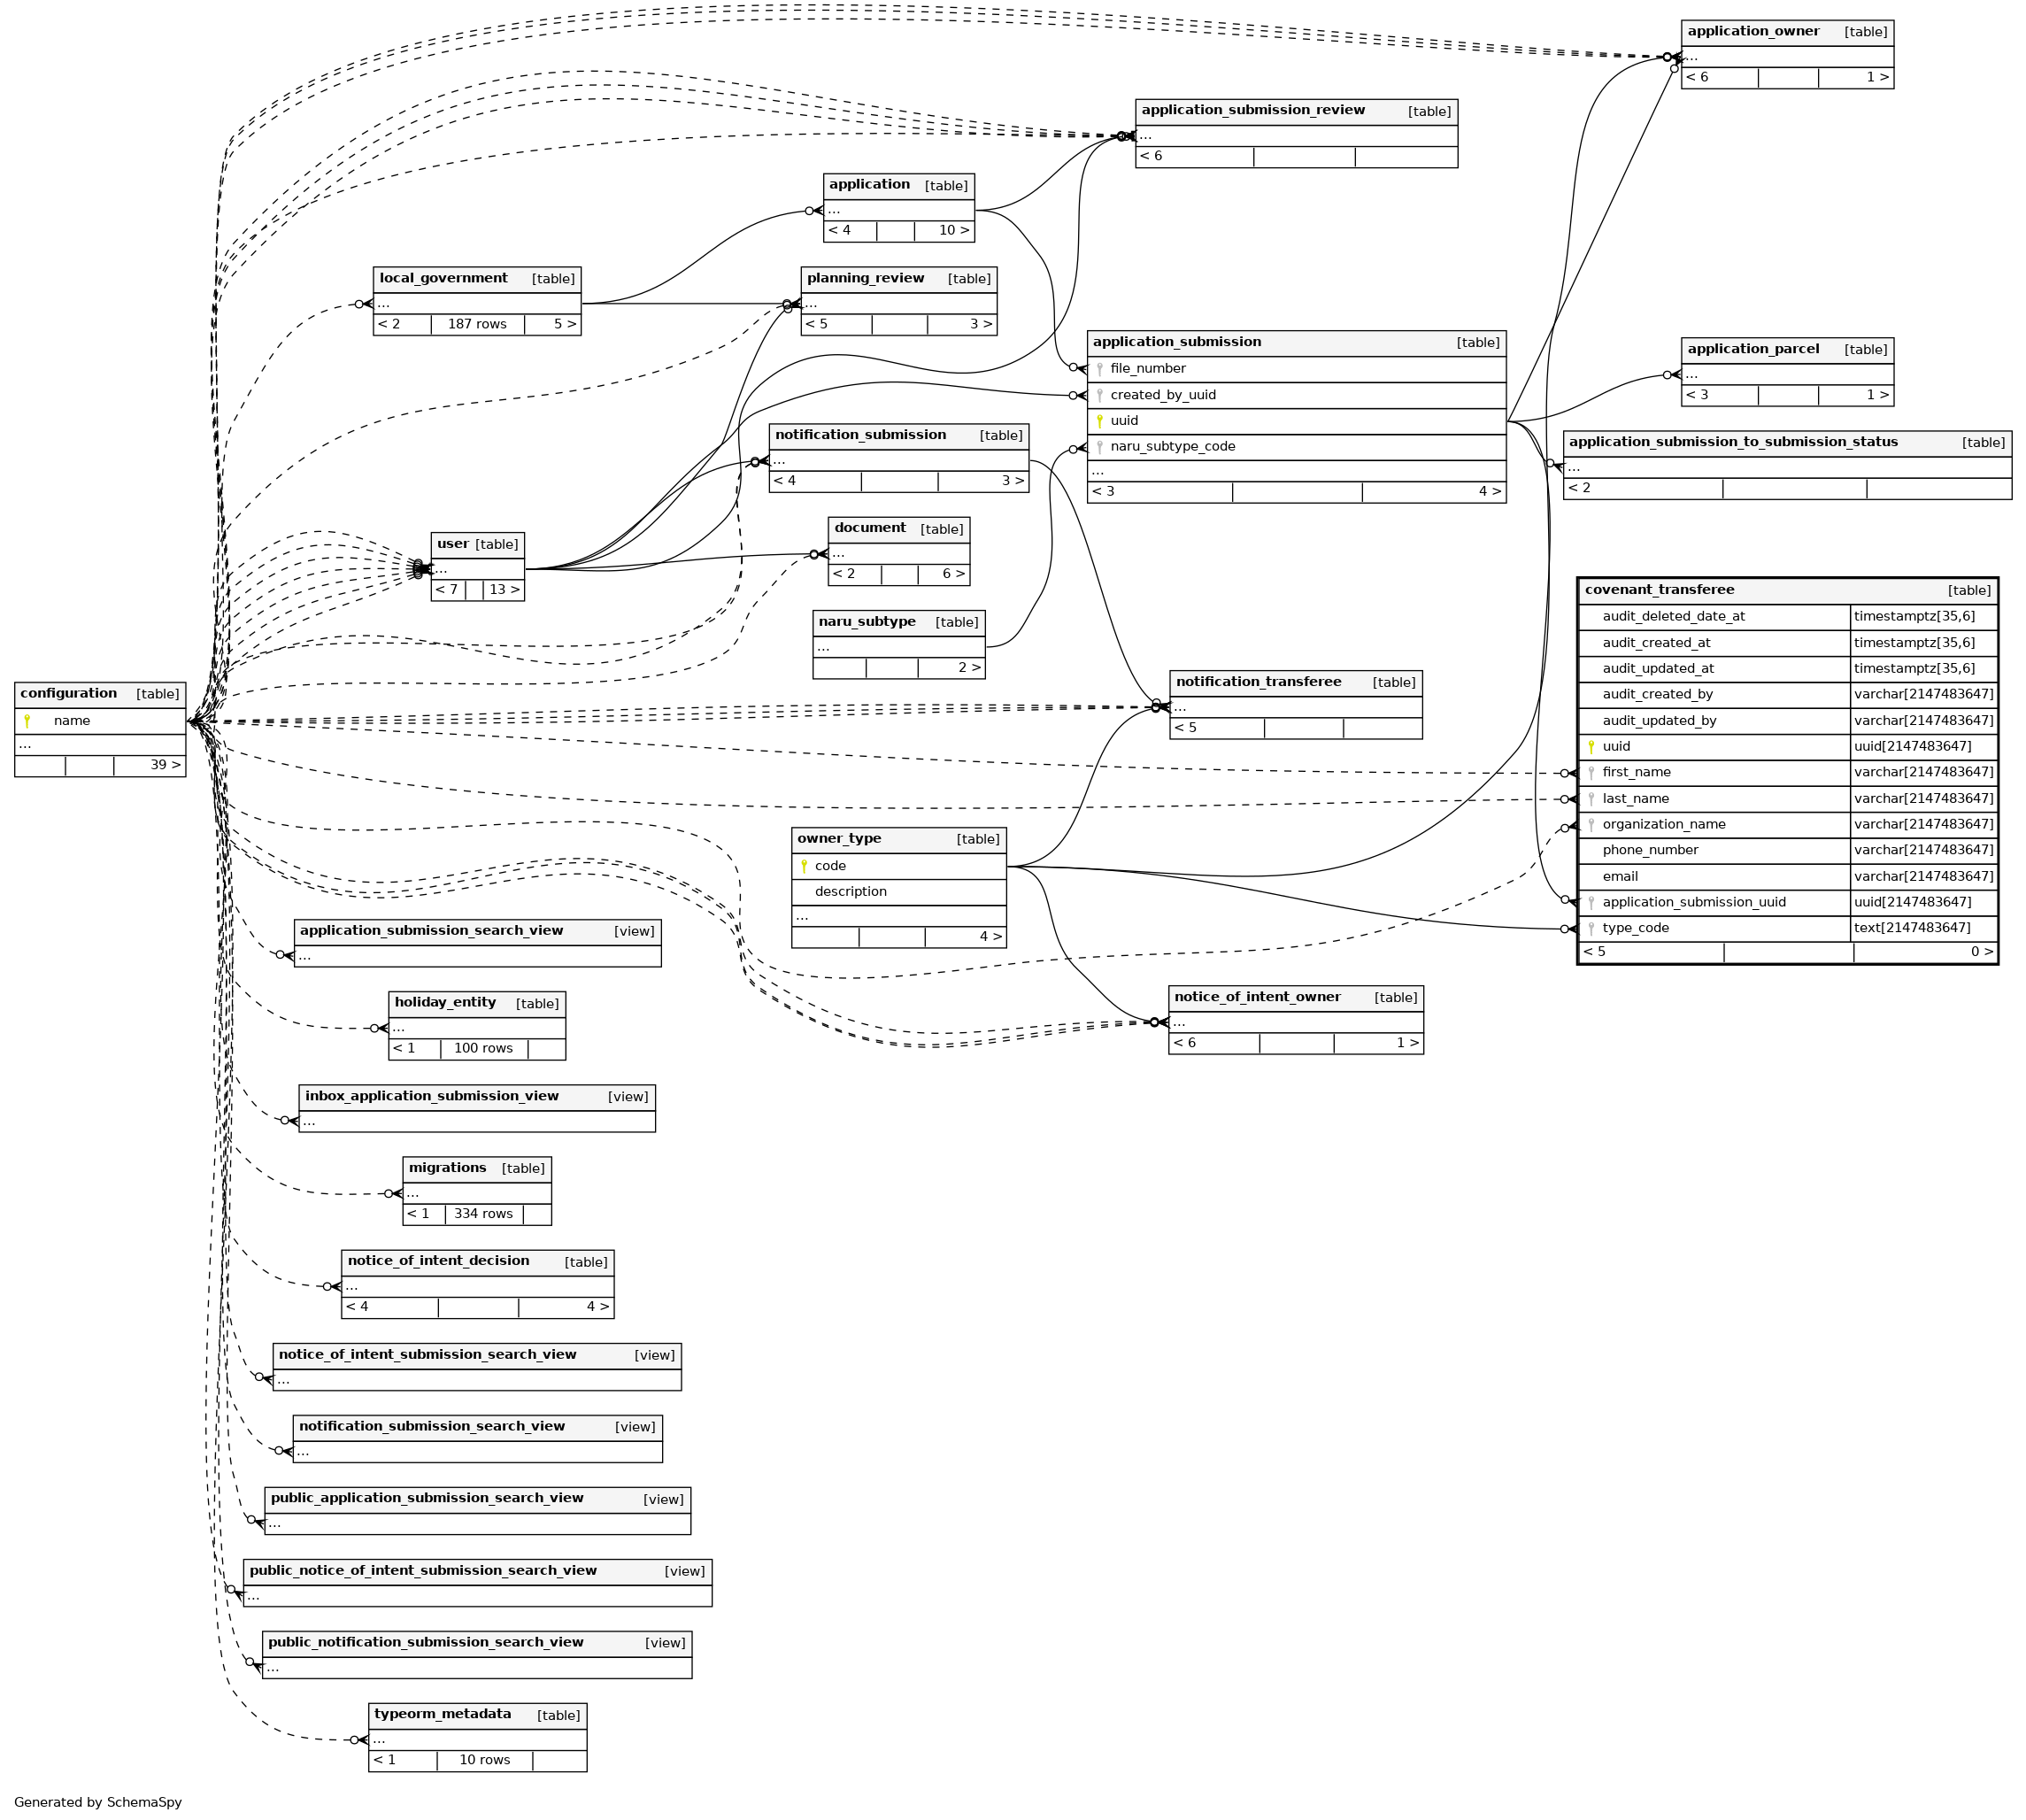 application_owner [table]
...
< 6 1 >
application_submission_review [table]
...
< 6
application [table]
...
< 4 10 >
local_government [table]
...
< 2 187 rows 5 >
planning_review [table]
...
< 5 3 >
application_submission [table]
file_number
created_by_uuid
uuid
naru_subtype_code
...
< 3 4 >
application_parcel [table]
...
< 3 1 >
notification_submission [table]
...
< 4 3 >
application_submission_to_submission_status [table]
...
< 2
document [table]
...
< 2 6 >
user [table]
...
< 7 13 >
naru_subtype [table]
...
2 >
covenant_transferee [table]
audit_deleted_date_at timestamptz[35,6]
audit_created_at timestamptz[35,6]
audit_updated_at timestamptz[35,6]
audit_created_by varchar[2147483647]
audit_updated_by varchar[2147483647]
uuid uuid[2147483647]
first_name varchar[2147483647]
last_name varchar[2147483647]
organization_name varchar[2147483647]
phone_number varchar[2147483647]
email varchar[2147483647]
application_submission_uuid uuid[2147483647]
type_code text[2147483647]
< 5 0 >
configuration [table]
name
...
39 >
notification_transferee [table]
...
< 5
owner_type [table]
code
description
...
4 >
application_submission_search_view [view]
...
holiday_entity [table]
...
< 1 100 rows
notice_of_intent_owner [table]
...
< 6 1 >
inbox_application_submission_view [view]
...
migrations [table]
...
< 1 334 rows
notice_of_intent_decision [table]
...
< 4 4 >
notice_of_intent_submission_search_view [view]
...
notification_submission_search_view [view]
...
public_application_submission_search_view [view]
...
public_notice_of_intent_submission_search_view [view]
...
public_notification_submission_search_view [view]
...
typeorm_metadata [table]
...
< 1 10 rows
Generated by SchemaSpy